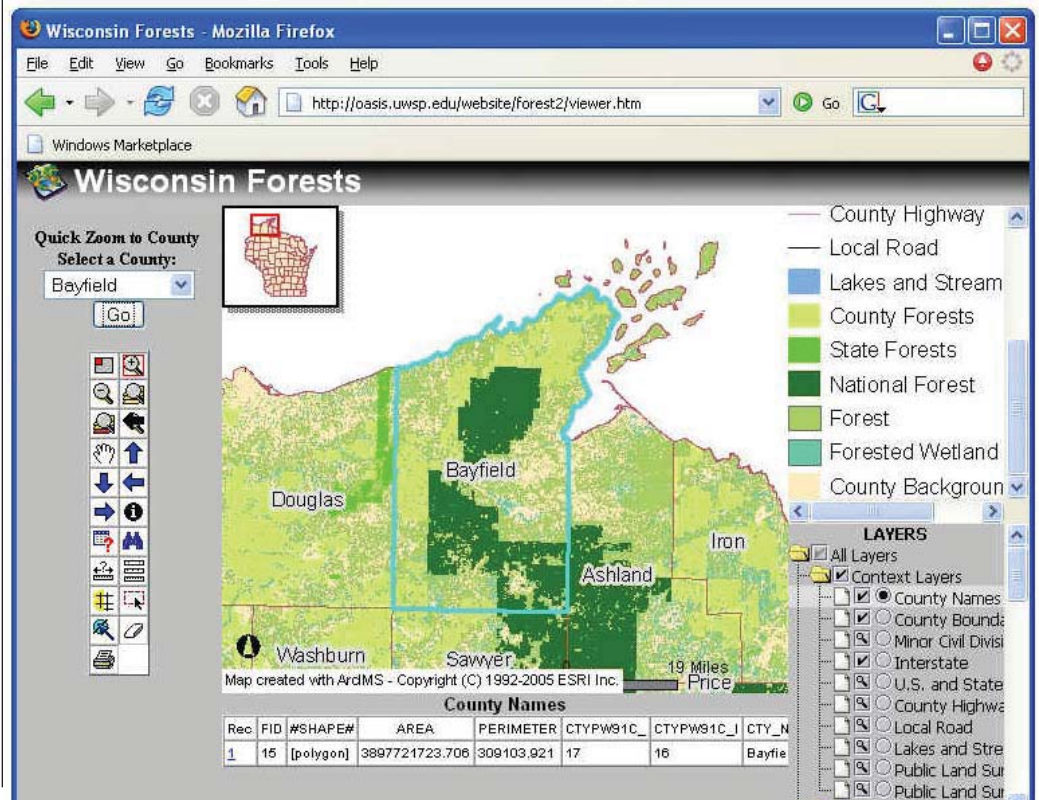 Wisconsin Forests - Mozilla Firefox
File Edit View Go Bookmarks Tools Help
http://oasis.uwsp.edu/website/forest2/viewer.htm
Go
G
Windows Marketplace
Wisconsin Forests
Quick Zoom to County
Select a County:
Bayfield
Go
County Highway
Local Road
Lakes and Stream
County Forests
State Forests
National Forest
Forest
Forested Wetland
County Backgroun
Bayfield
Douglas
Iron
Ashland
Washburn
Sawyer
0
19 Miles
Price
Map created with ArcIMS - Copyright (C) 1992-2005 ESRI Inc.
LAYERS
All Layers
Context Layers
County Names
County Bounda
Minor Civil Divisi
Interstate
U.S. and State
County Highwa
Local Road
Lakes and Stre
Public Land Sur
Public Land Sur
County Names
Rec FID #SHAPE# AREA PERIMETER CTYPW91C_ CTYPW91C_I CTY_N
1 15 [polygon] 3897721723.706 309103.921 17 16 Bayfie